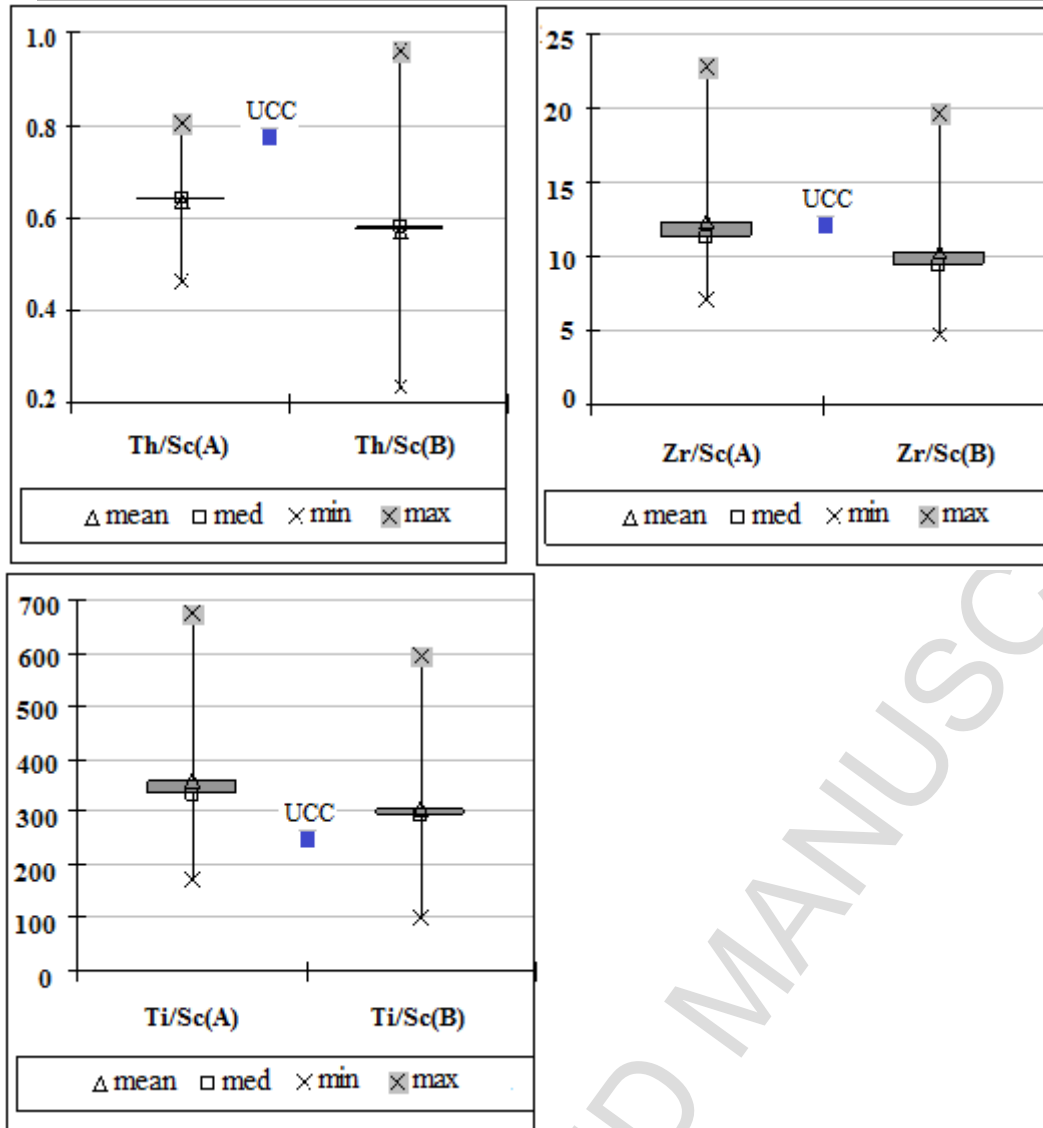 1.0
0.8
0.6
0.4
0.2
UCC
Th/Sc(A) Th/Sc(B)
mean med min max
25
20
15
10
5
0
UCC
Zr/Sc(A) Zr/Sc(B)
mean med min max
700
600
500
400
300
200
100
0
UCC
Ti/Sc(A) Ti/Sc(B)
mean med min max
D MANUSC